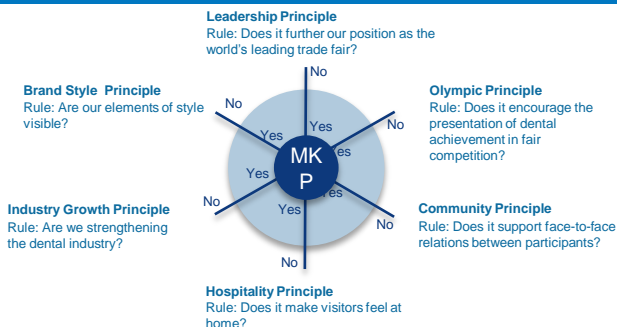 Leadership Principle
Rule: Does it further our position as the
world's leading trade fair?
No
Brand Style Principle
Rule: Are our elements of style
visible?
No
Olympic Principle
Rule: Does it encourage the
presentation of dental
achievement in fair
competition?
No
Yes
Yes
es
MK
P
Yes
es
Yes
Industry Growth Principle
Rule: Are we strengthening
the dental industry?
No
Community Principle
Rule: Does it support face-to-face
relations between participants?
No
No
Hospitality Principle
Rule: Does it make visitors feel at
home?